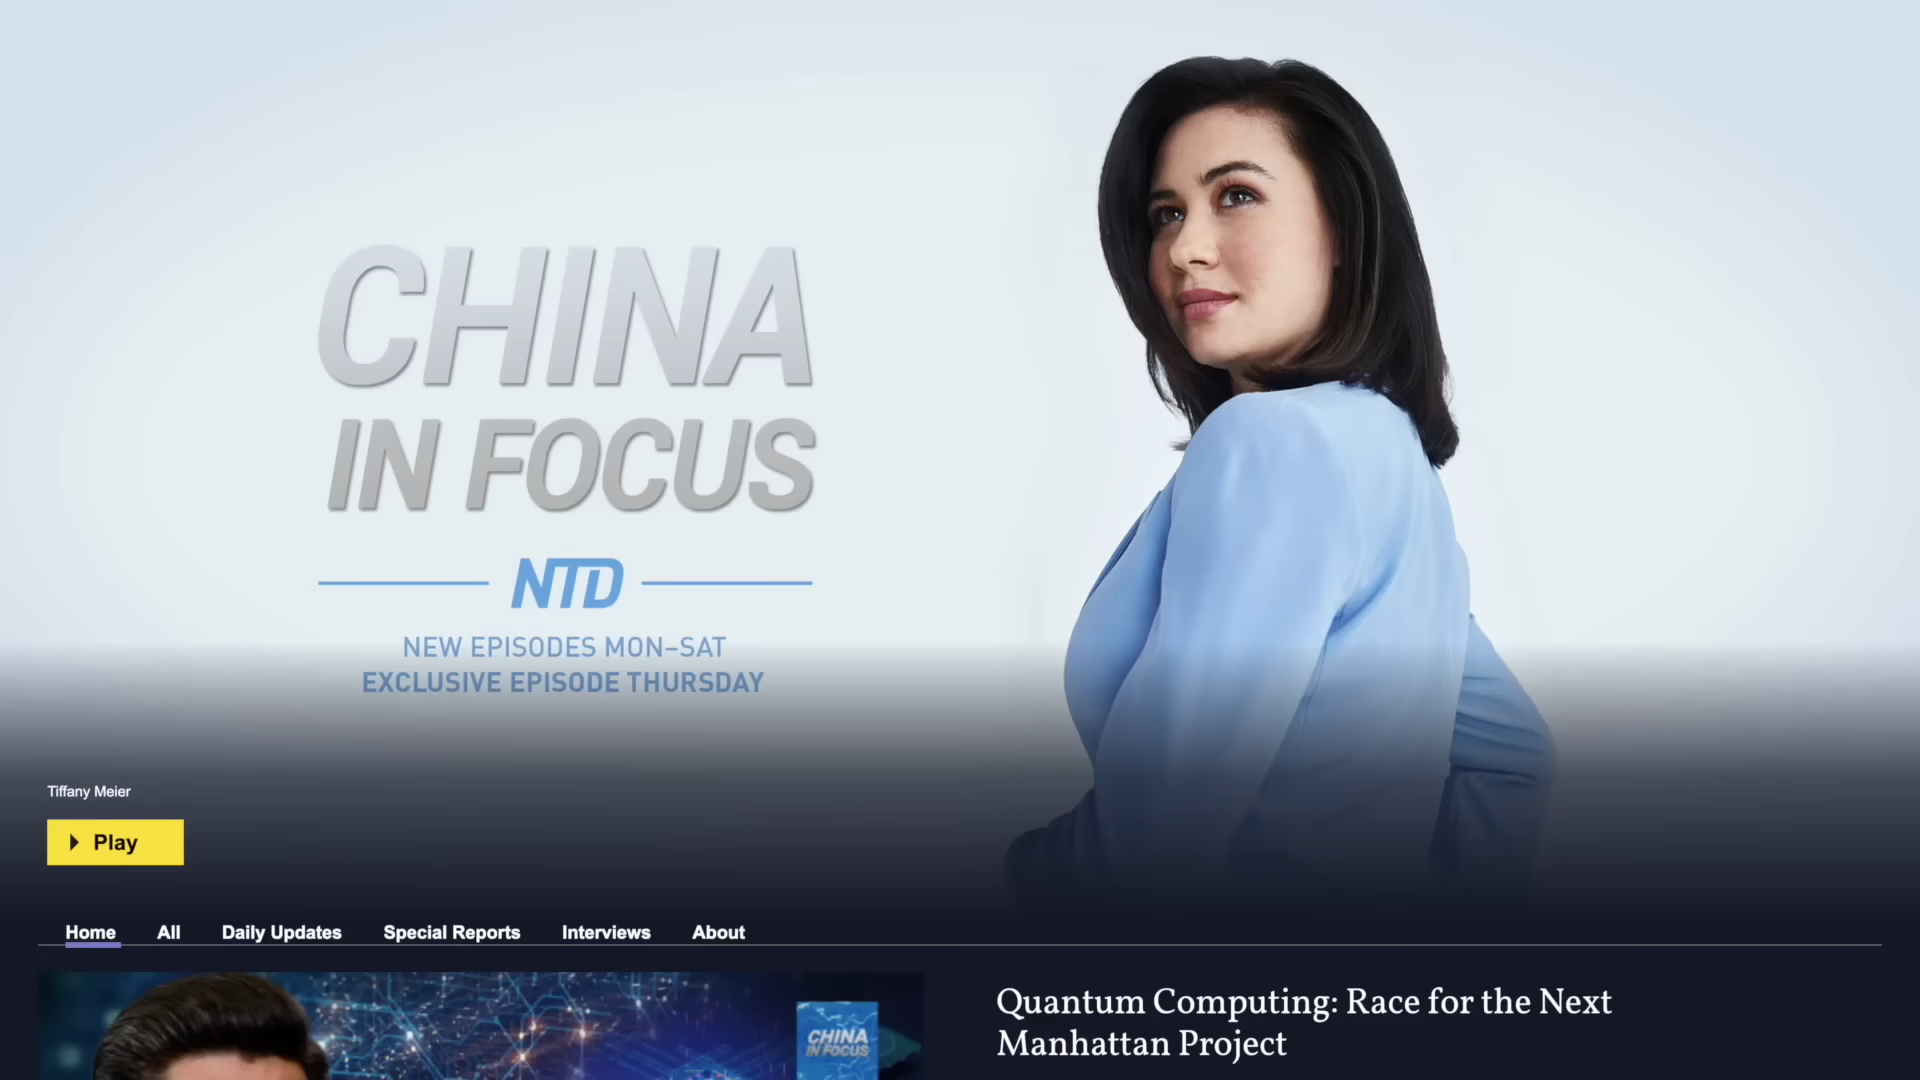 CHINA
IN FOCUS
NTD
NEW EPISODES MON–SAT
EXCLUSIVE EPISODE THURSDAY
Tiffany Meier
Play
Home All Daily Updates Special Reports Interviews About
CHINA
IN FOCUS
Quantum Computing: Race for the Next
Manhattan Project